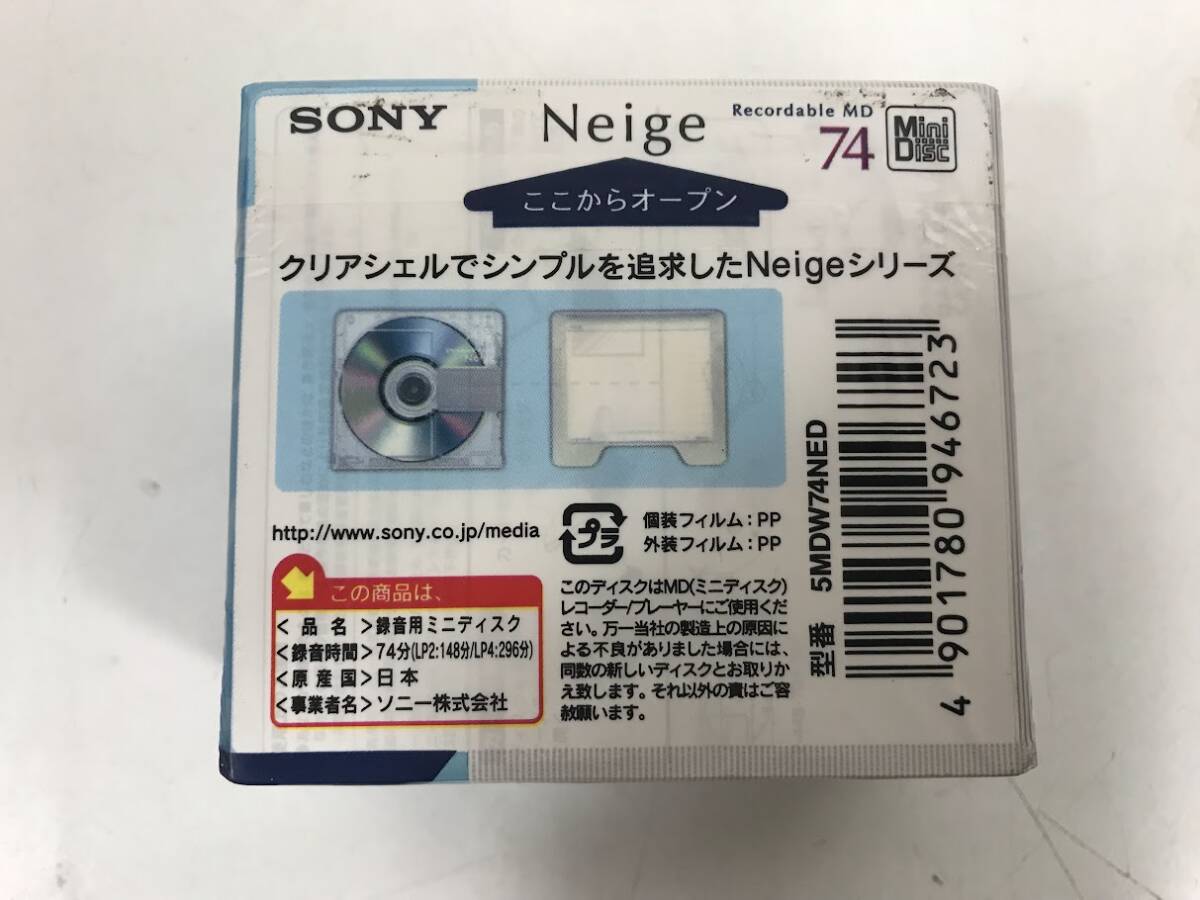 SONY
Neige
Recordable MD
74
Mini
Disc
ここからオープン
クリアシェルでシンプルを追求したNeigeシリーズ
http://www.sony.co.jp/media
プラ
個装フィルム：PP
外装フィルム：PP
この商品は、
<品名>録音用ミニディスク
<録音時間>74分(LP2:148分/LP4:296分)
<原産国>日本
<事業者名>ソニー株式会社
このディスクはMD(ミニディスク)
レコーダー/プレーヤーにご使用くだ
さい。万一当社の製造上の原因に
よる不良がありました場合には、
同数の新しいディスクとお取りか
え致します。それ以外の責はご容
赦願います。
型番 5MDW74NED
4 901780 946723